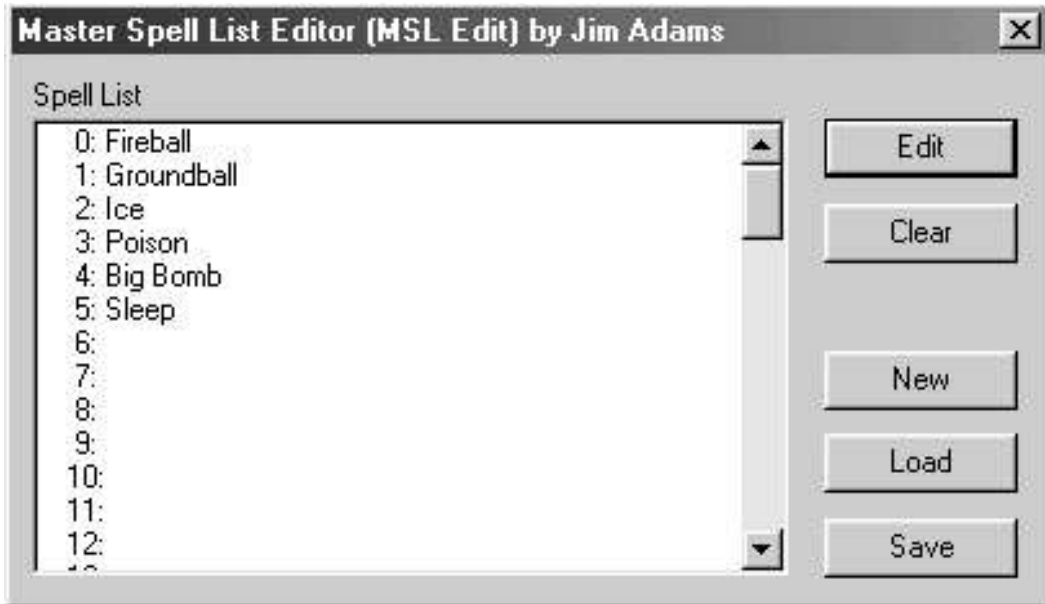 Master Spell List Editor (MSL Edit) by Jim Adams
Spell List
0: Fireball
1: Groundball
2: Ice
3: Poison
4: Big Bomb
5: Sleep
6:
7:
8:
9:
10:
11:
12:
Edit
Clear
New
Load
Save